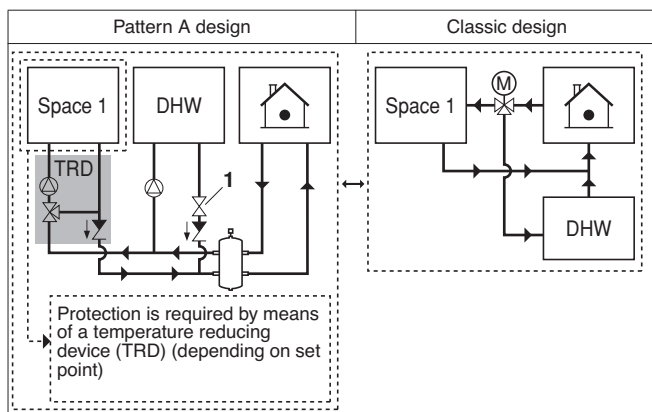 Pattern A design
Classic design
Space 1
DHW
TRD
1
Protection is required by means
of a temperature reducing
device (TRD) (depending on set
point)
M
Space 1
DHW